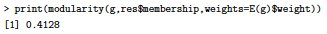 > print(modularity(g,res$membership,weights=E(g)$weight))
[1] 0.4128